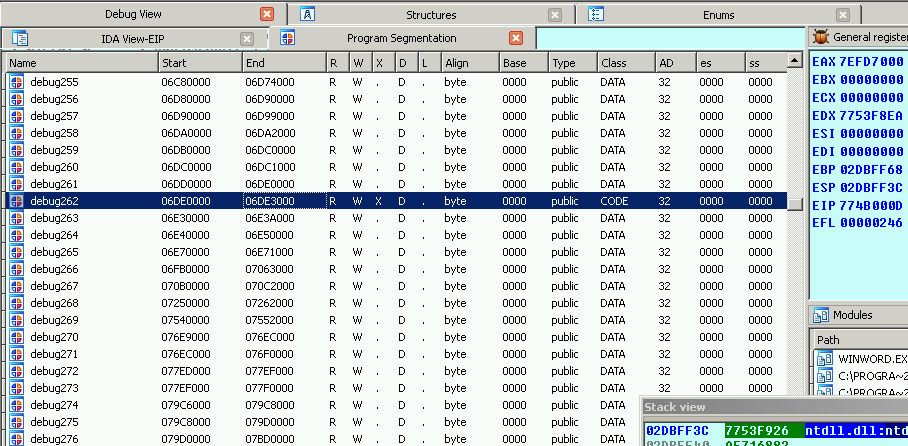 Debug View Structures Enums
IDA View-EIP Program Segmentation General register
Name Start End R W X D L Align Base Type Class AD es ss
debug255 06C80000 06D74000 R W . D . byte 0000 public DATA 32 0000 0000
debug256 06D80000 06D90000 R W . D . byte 0000 public DATA 32 0000 0000
debug257 06D90000 06D99000 R W . D . byte 0000 public DATA 32 0000 0000
debug258 06DA0000 06DA2000 R W . D . byte 0000 public DATA 32 0000 0000
debug259 06DB0000 06DC0000 R W . D . byte 0000 public DATA 32 0000 0000
debug260 06DC0000 06DC1000 R W . D . byte 0000 public DATA 32 0000 0000
debug261 06DD0000 06DE0000 R W . D . byte 0000 public DATA 32 0000 0000
debug262 06DE0000 06DE3000 R W X D . byte 0000 public CODE 32 0000 0000
debug263 06E30000 06E3A000 R W . D . byte 0000 public DATA 32 0000 0000
debug264 06E40000 06E50000 R W . D . byte 0000 public DATA 32 0000 0000
debug265 06E70000 06E71000 R W . D . byte 0000 public DATA 32 0000 0000
debug266 06FB0000 07063000 R W . D . byte 0000 public DATA 32 0000 0000
debug267 070B0000 070C2000 R W . D . byte 0000 public DATA 32 0000 0000
debug268 07250000 07262000 R W . D . byte 0000 public DATA 32 0000 0000
debug269 07540000 07552000 R W . D . byte 0000 public DATA 32 0000 0000
debug270 076E9000 076EC000 R W . D . byte 0000 public DATA 32 0000 0000
debug271 076EC000 076F0000 R W . D . byte 0000 public DATA 32 0000 0000
debug272 077ED000 077EF000 R W . D . byte 0000 public DATA 32 0000 0000
debug273 077EF000 077F0000 R W . D . byte 0000 public DATA 32 0000 0000
debug274 079C6000 079C8000 R W . D . byte 0000 public DATA
debug275 079C8000 079D0000 R W . D . byte 0000 public DATA
debug276 079D0000 07BD0000 R W . D . byte 0000 public DATA
EAX 7EFD7000
EBX 00000000
ECX 00000000
EDX 7753F8EA
ESI 00000000
EDI 00000000
EBP 02DBFF68
ESP 02DBFF3C
EIP 774B000D
EFL 00000246
Modules
Path
WINWORD.EX
C:\PROGRA~2
C:\PROGRA~2
Stack view
02DBFF3C 7753F926 ntdll.dll:ntd